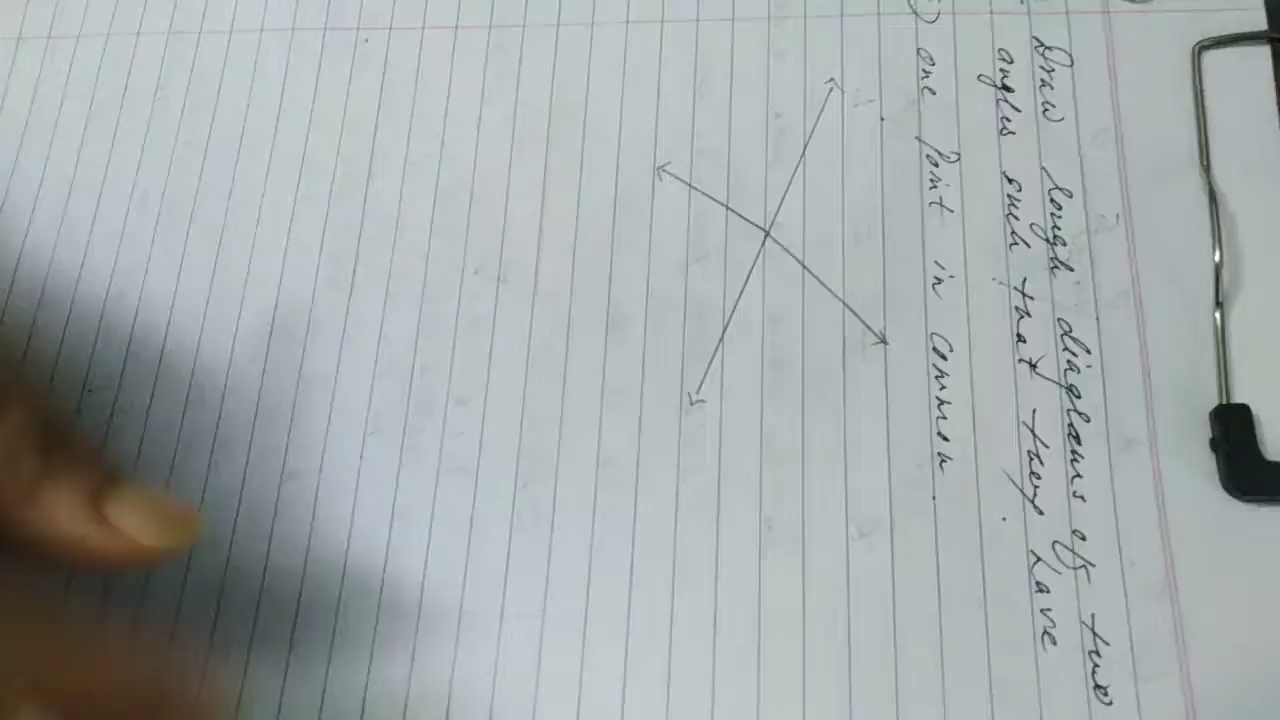 Draw rough diagrams of two
angles such that they have
) one Point in common